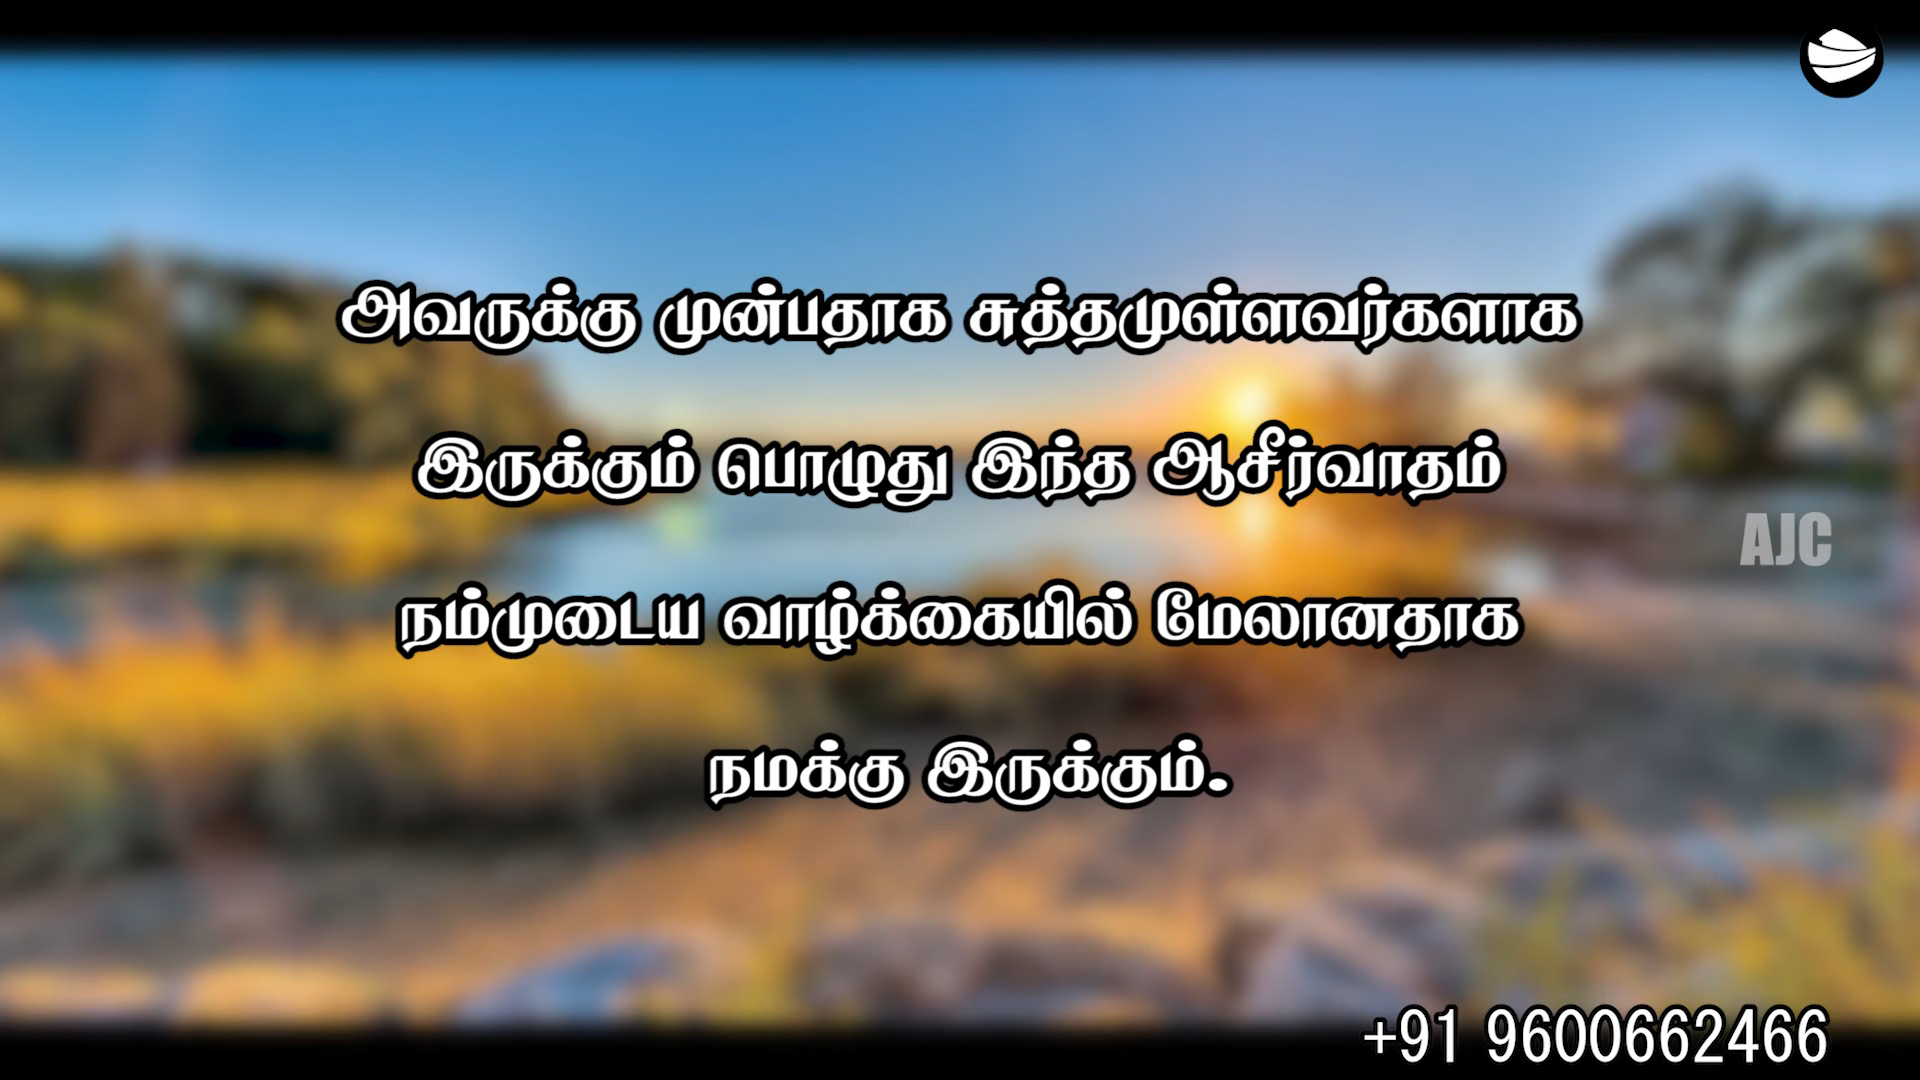 அவருக்கு முன்பதாக சுத்தமுள்ளவர்களாக
இருக்கும் பொழுது இந்த ஆசீர்வாதம்
AJC
நம்முடைய வாழ்க்கையில் மேலானதாக
நமக்கு இருக்கும்.
+91 9600662466